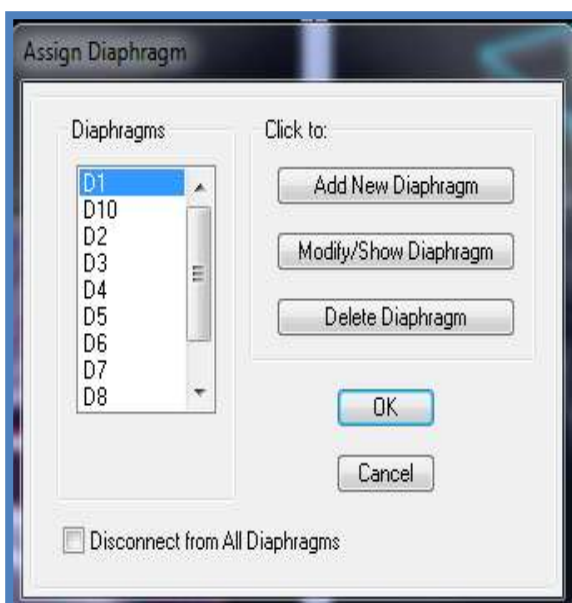 Assign Diaphragm
Diaphragms
D1
D10
D2
D3
D4
D5
D6
D7
D8
Click to:
Add New Diaphragm
Modify/Show Diaphragm
Delete Diaphragm
OK
Cancel
Disconnect from All Diaphragms